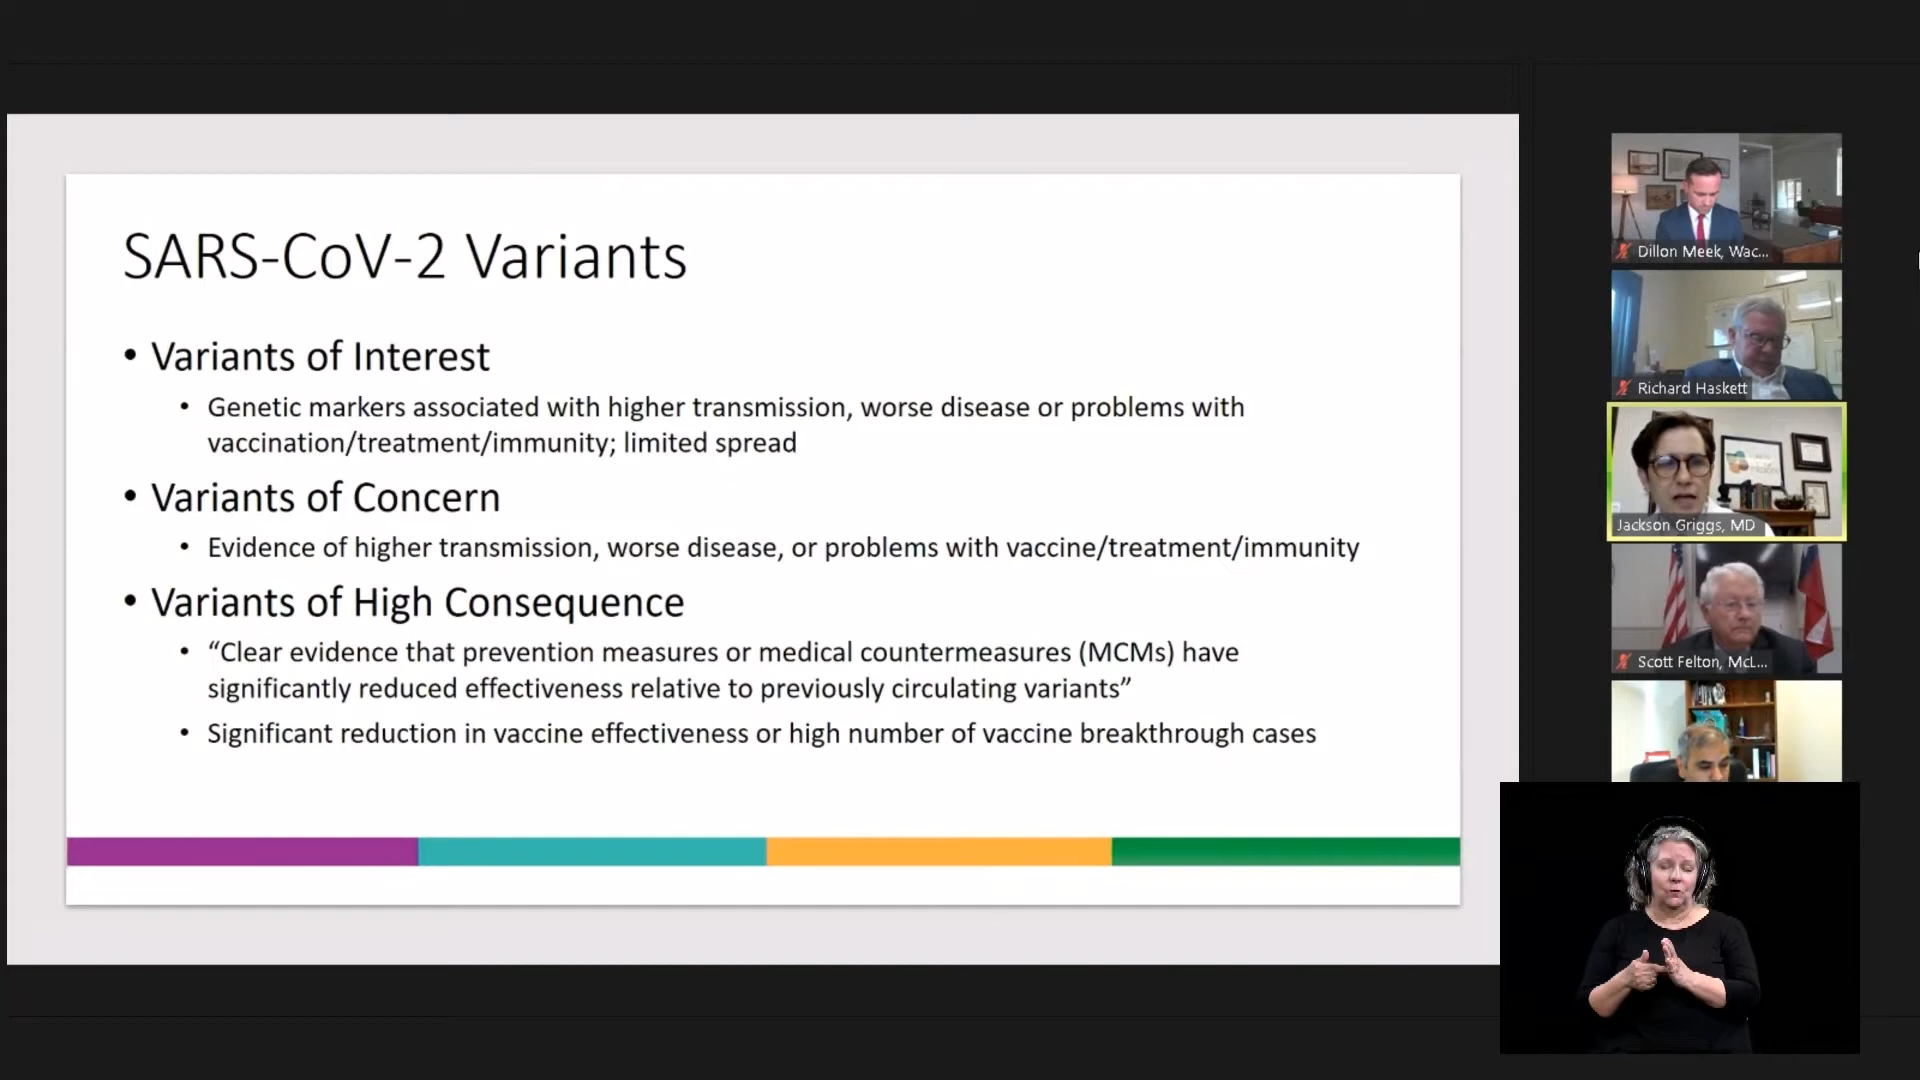 SARS-CoV-2 Variants
• Variants of Interest
• Genetic markers associated with higher transmission, worse disease or problems with
vaccination/treatment/immunity; limited spread
• Variants of Concern
• Evidence of higher transmission, worse disease, or problems with vaccine/treatment/immunity
• Variants of High Consequence
• “Clear evidence that prevention measures or medical countermeasures (MCMs) have
significantly reduced effectiveness relative to previously circulating variants”
• Significant reduction in vaccine effectiveness or high number of vaccine breakthrough cases
Dillon Meek, Wac...
Richard Haskett
Jackson Griggs, MD
Scott Felton, McL...